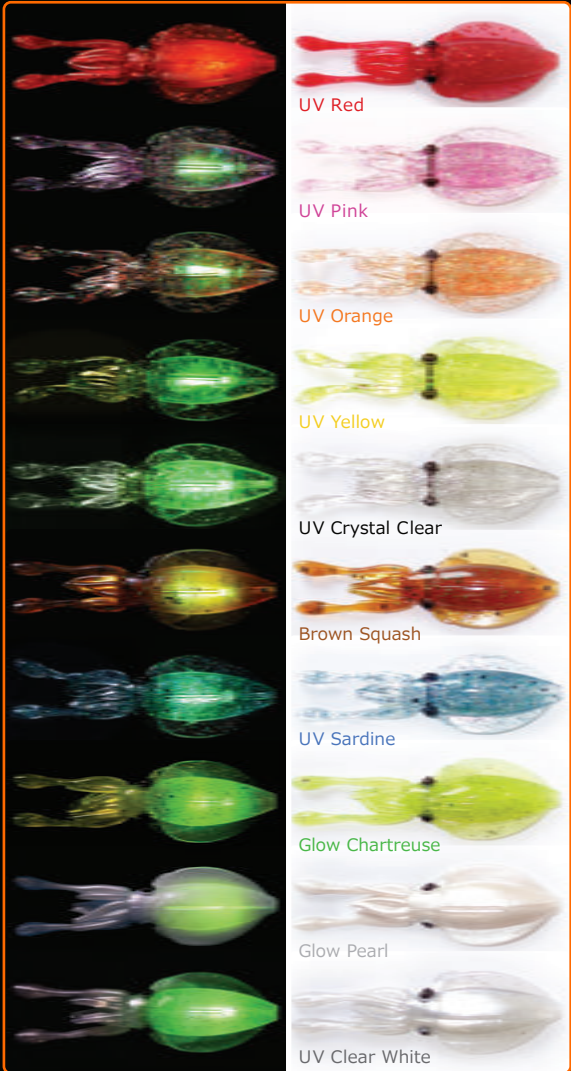 UV Red
UV Pink
UV Orange
UV Yellow
UV Crystal Clear
Brown Squash
UV Sardine
Glow Chartreuse
Glow Pearl
UV Clear White